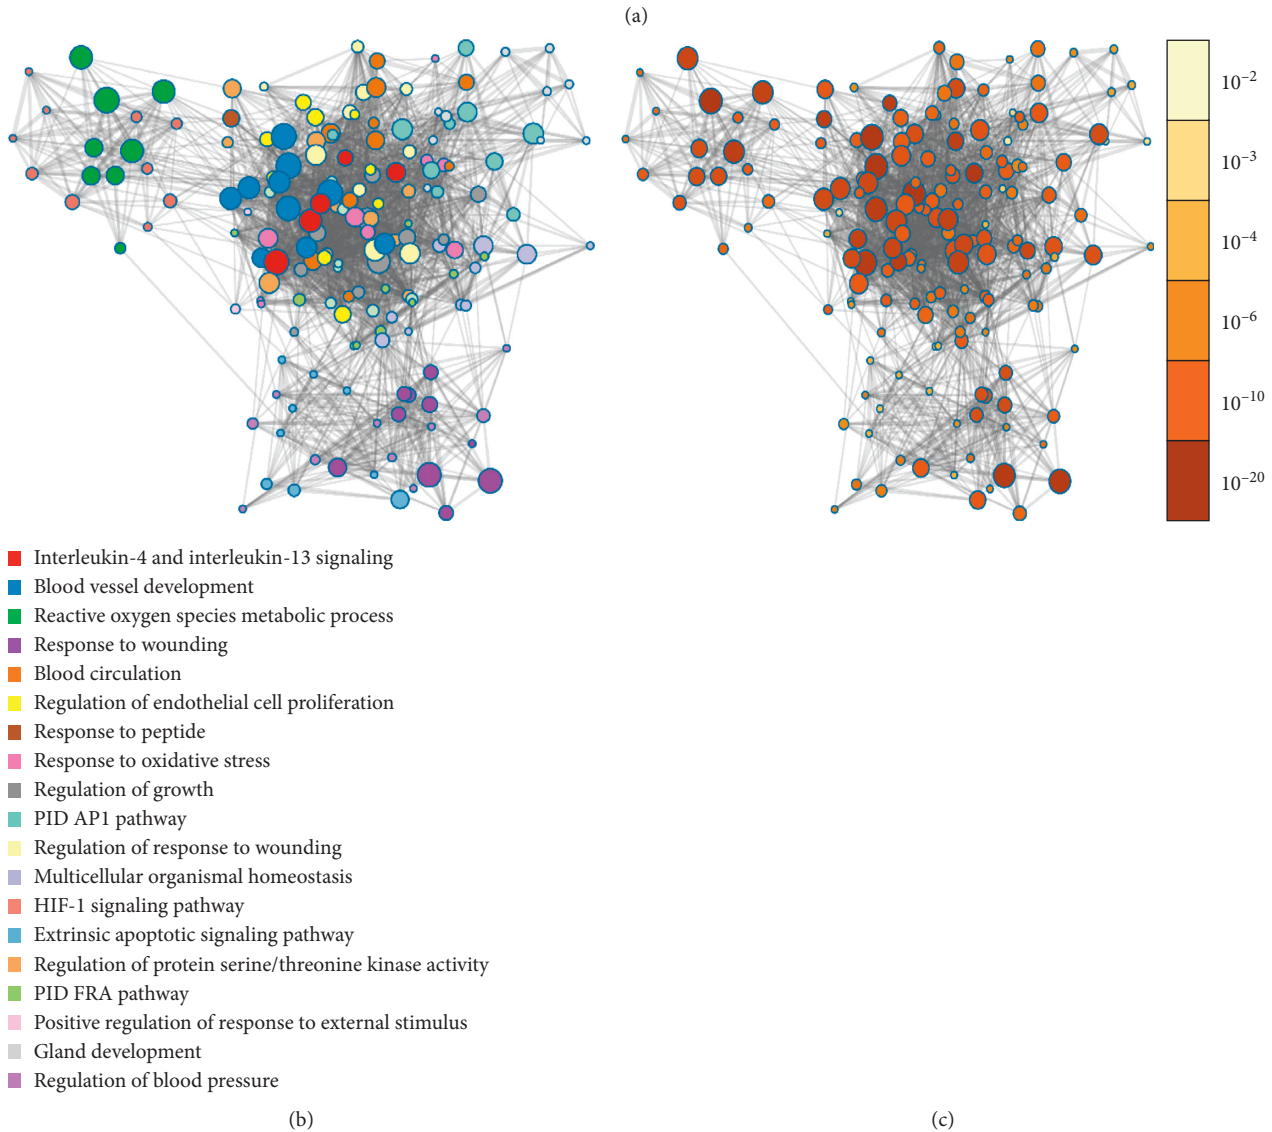 (a)
10⁻²
10⁻³
10⁻⁴
10⁻⁶
10⁻¹⁰
10⁻²⁰
Interleukin-4 and interleukin-13 signaling
Blood vessel development
Reactive oxygen species metabolic process
Response to wounding
Blood circulation
Regulation of endothelial cell proliferation
Response to peptide
Response to oxidative stress
Regulation of growth
PID AP1 pathway
Regulation of response to wounding
Multicellular organismal homeostasis
HIF-1 signaling pathway
Extrinsic apoptotic signaling pathway
Regulation of protein serine/threonine kinase activity
PID FRA pathway
Positive regulation of response to external stimulus
Gland development
Regulation of blood pressure
(b)
(c)